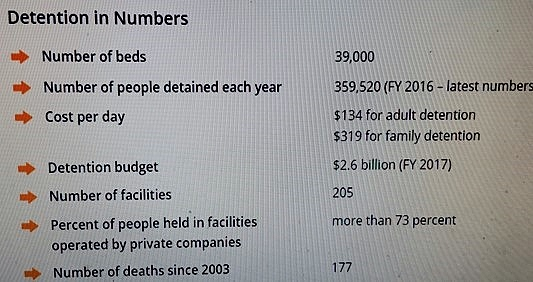 Detention in Numbers
Number of beds 39,000
Number of people detained each year 359,520 (FY 2016 – latest numbers
Cost per day $134 for adult detention
$319 for family detention
Detention budget $2.6 billion (FY 2017)
Number of facilities 205
Percent of people held in facilities more than 73 percent
operated by private companies
Number of deaths since 2003 177